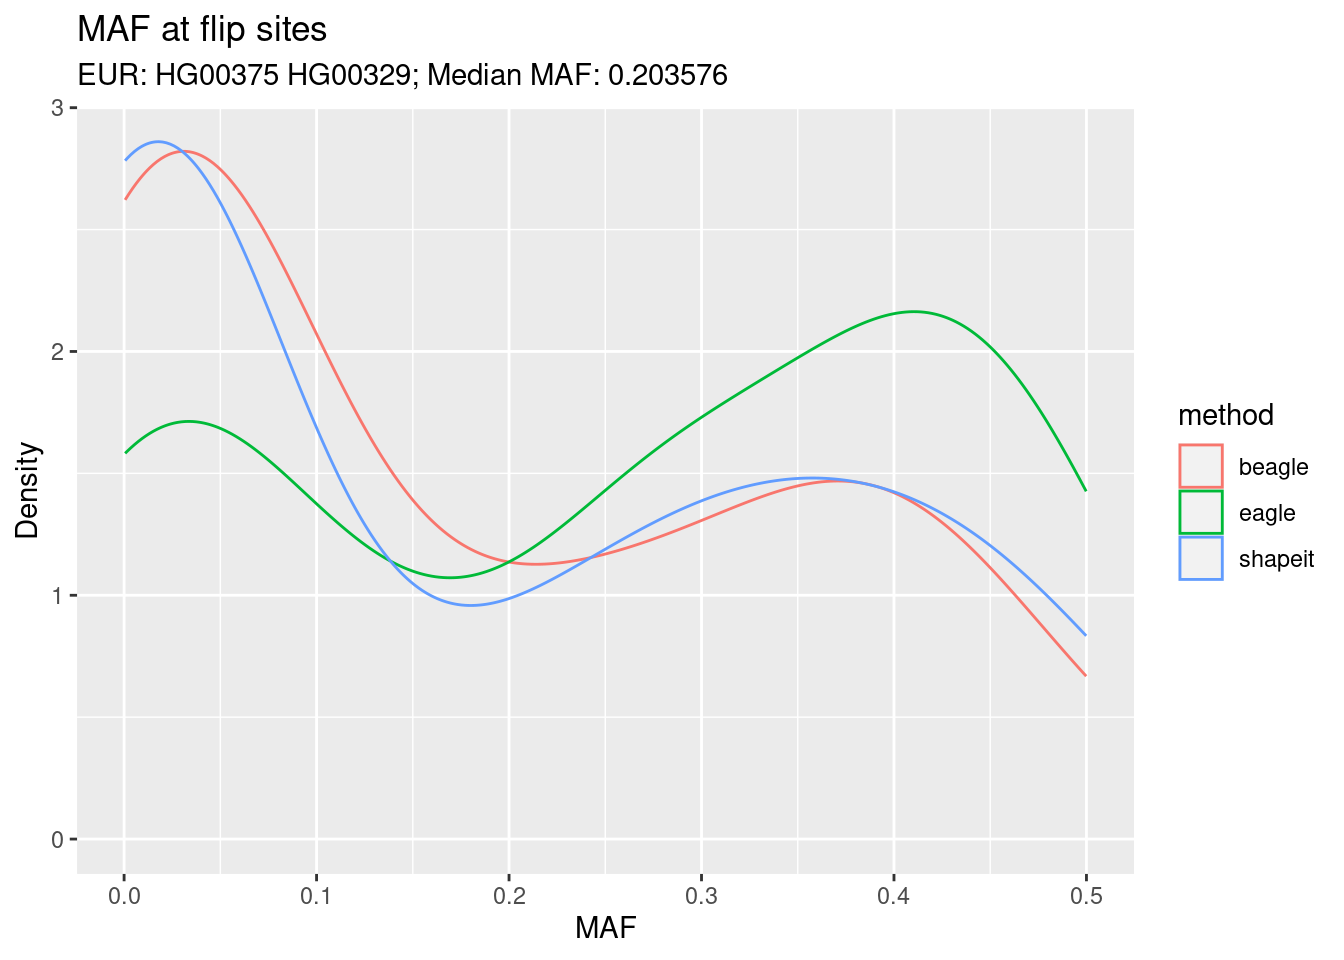 MAF at flip sites
EUR: HG00375 HG00329; Median MAF: 0.203576
3
2
1
0
Density
0.0
0.1
0.2
0.3
0.4
0.5
MAF
method
beagle
eagle
shapeit